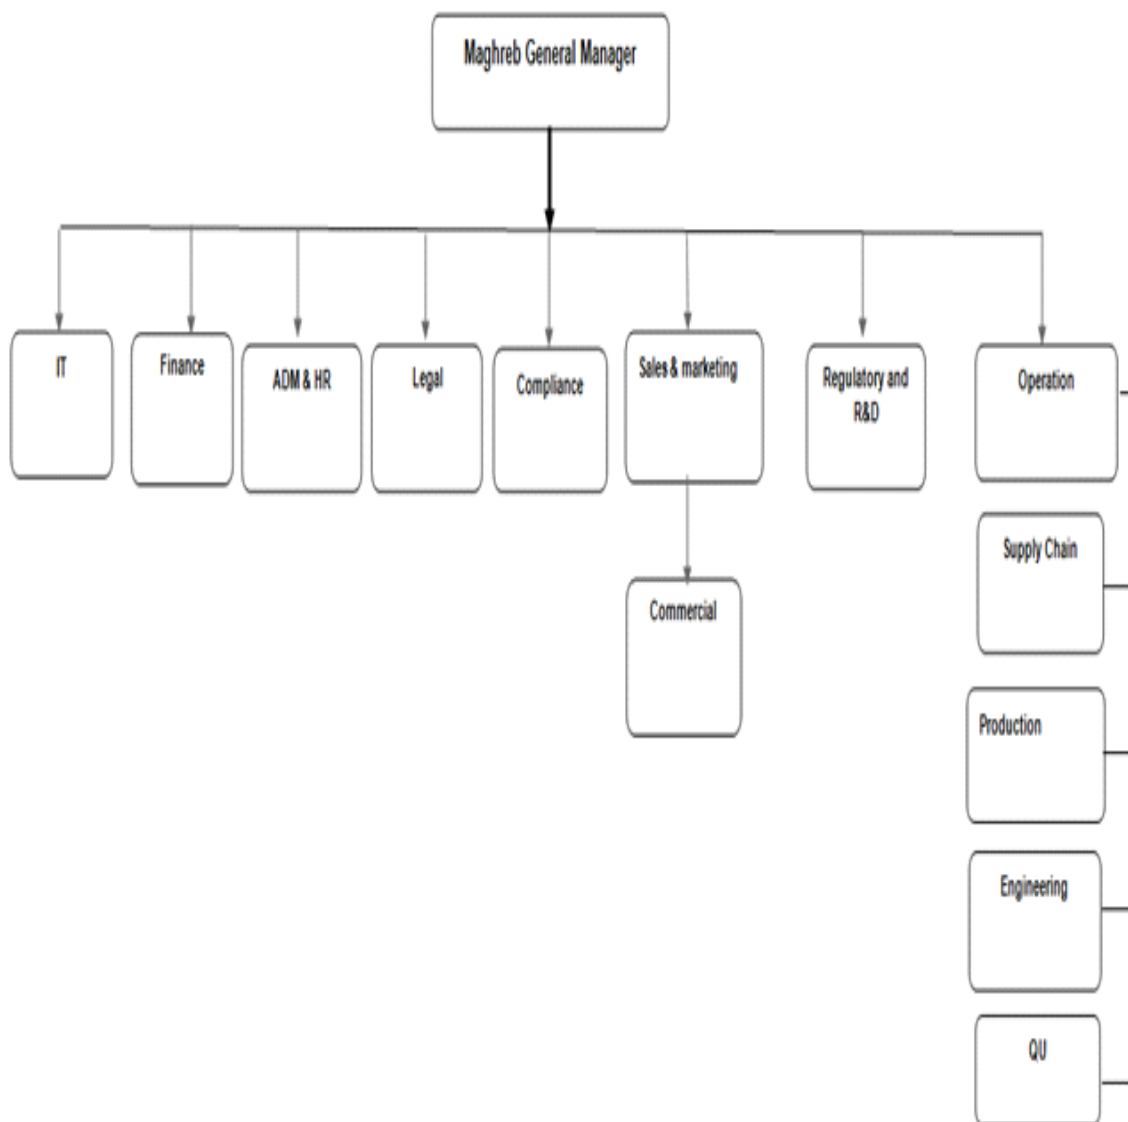 Maghreb General Manager
IT
Finance
ADM & HR
Legal
Compliance
Sales & marketing
Regulatory and
R&D
Operation
Supply Chain
Commercial
Production
Engineering
QU